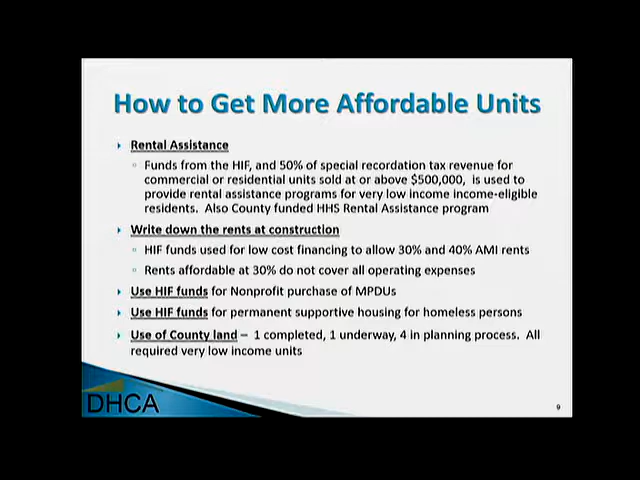 How to Get More Affordable Units
Rental Assistance
Funds from the HIF, and 50% of special recordation tax revenue for
commercial or residential units sold at or above $500,000, is used to
provide rental assistance programs for very low income income-eligible
residents. Also County funded HHS Rental Assistance program
Write down the rents at construction
HIF funds used for low cost financing to allow 30% and 40% AMI rents
Rents affordable at 30% do not cover all operating expenses
Use HIF funds for Nonprofit purchase of MPDUs
Use HIF funds for permanent supportive housing for homeless persons
Use of County land – 1 completed, 1 underway, 4 in planning process. All
required very low income units
DHCA
9